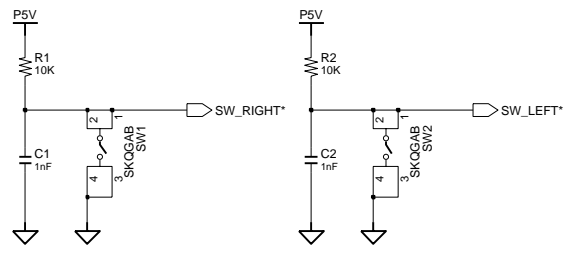 P5V
P5V
R1
10K
R2
10K
SW_RIGHT*
SW_LEFT*
2
1
2
1
C1
1nF
SKQGAB
SW1
C2
1nF
SKQGAB
SW2
4
3
4
3